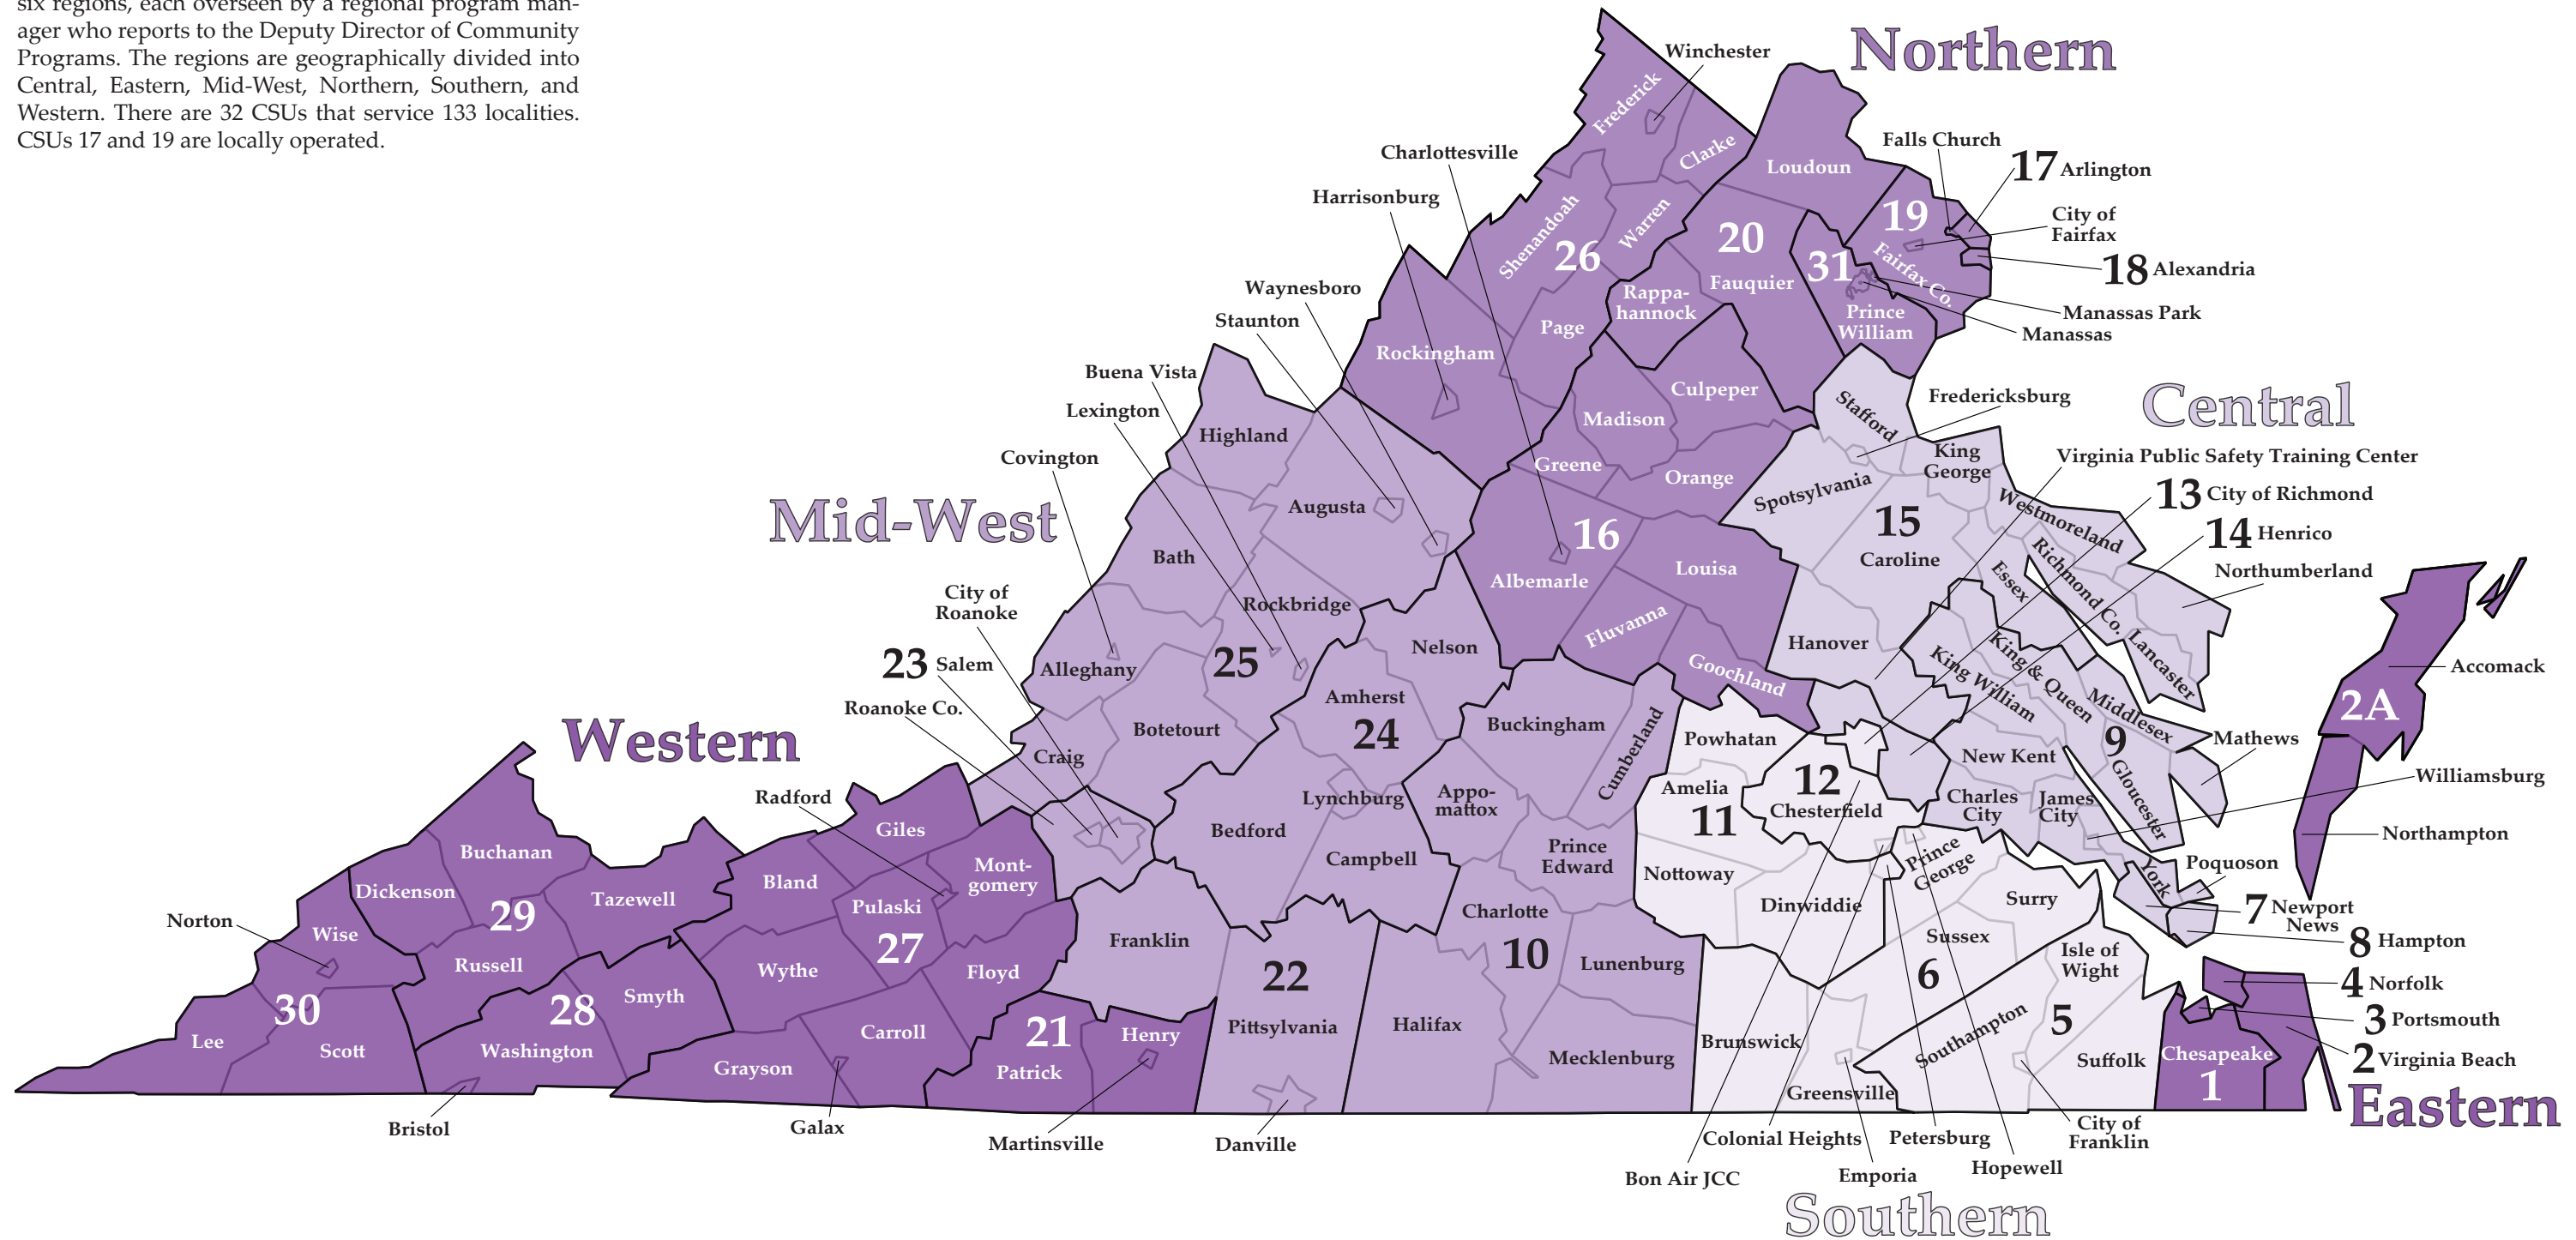 six regions, each overseen by a regional program man-
ager who reports to the Deputy Director of Community
Programs. The regions are geographically divided into
Central, Eastern, Mid-West, Northern, Southern, and
Western. There are 32 CSUs that service 133 localities.
CSUs 17 and 19 are locally operated.
Northern
Winchester
Frederick
Clarke
Loudoun
Falls Church
17 Arlington
Charlottesville
Harrisonburg
19
City of
Fairfax
Shenandoah
Warren
26
20
31
Fairfax Co.
18 Alexandria
Fauquier
Rappa-
hannock
Waynesboro
Staunton
Prince
William
Manassas Park
Manassas
Page
Rockingham
Buena Vista
Lexington
Culpeper
Madison
Stafford
Fredericksburg
Central
Highland
Covington
Greene
Orange
King
George
Virginia Public Safety Training Center
Spotsylvania
13 City of Richmond
Mid-West
Augusta
16
15
Westmoreland
14 Henrico
Bath
Albemarle
Louisa
Caroline
Richmond Co.
Essex
Northumberland
City of
Roanoke
Rockbridge
Fluvanna
Hanover
Nelson
23 Salem
Alleghany
25
Goochland
King William
King & Queen
Lancaster
Accomack
Roanoke Co.
Amherst
24
Buckingham
Cumberland
Powhatan
Middlesex
2A
Western
Botetourt
Craig
9
Mathews
New Kent
Williamsburg
Radford
Lynchburg
Appo-
mattox
Amelia
11
12
Chesterfield
Charles
City
James
City
Gloucester
Giles
Bedford
Northampton
Buchanan
Bland
Mont-
gomery
Campbell
Prince
Edward
Nottoway
Prince
George
York
Poquoson
Dickenson
Tazewell
Pulaski
Charlotte
Dinwiddie
Surry
7 Newport
News
29
Norton
Wise
27
Franklin
Sussex
8 Hampton
Russell
Wythe
Floyd
22
10
Lunenburg
6
Isle of
Wight
4 Norfolk
30
28
Smyth
21
Carroll
Henry
Pittsylvania
Halifax
Southampton
5
3 Portsmouth
Lee
Scott
Washington
Grayson
Patrick
Mecklenburg
Brunswick
Suffolk
Chesapeake
1
2 Virginia Beach
Greensville
Eastern
Bristol
Galax
Martinsville
Danville
Colonial Heights
Petersburg
City of
Franklin
Bon Air JCC
Emporia
Hopewell
Southern